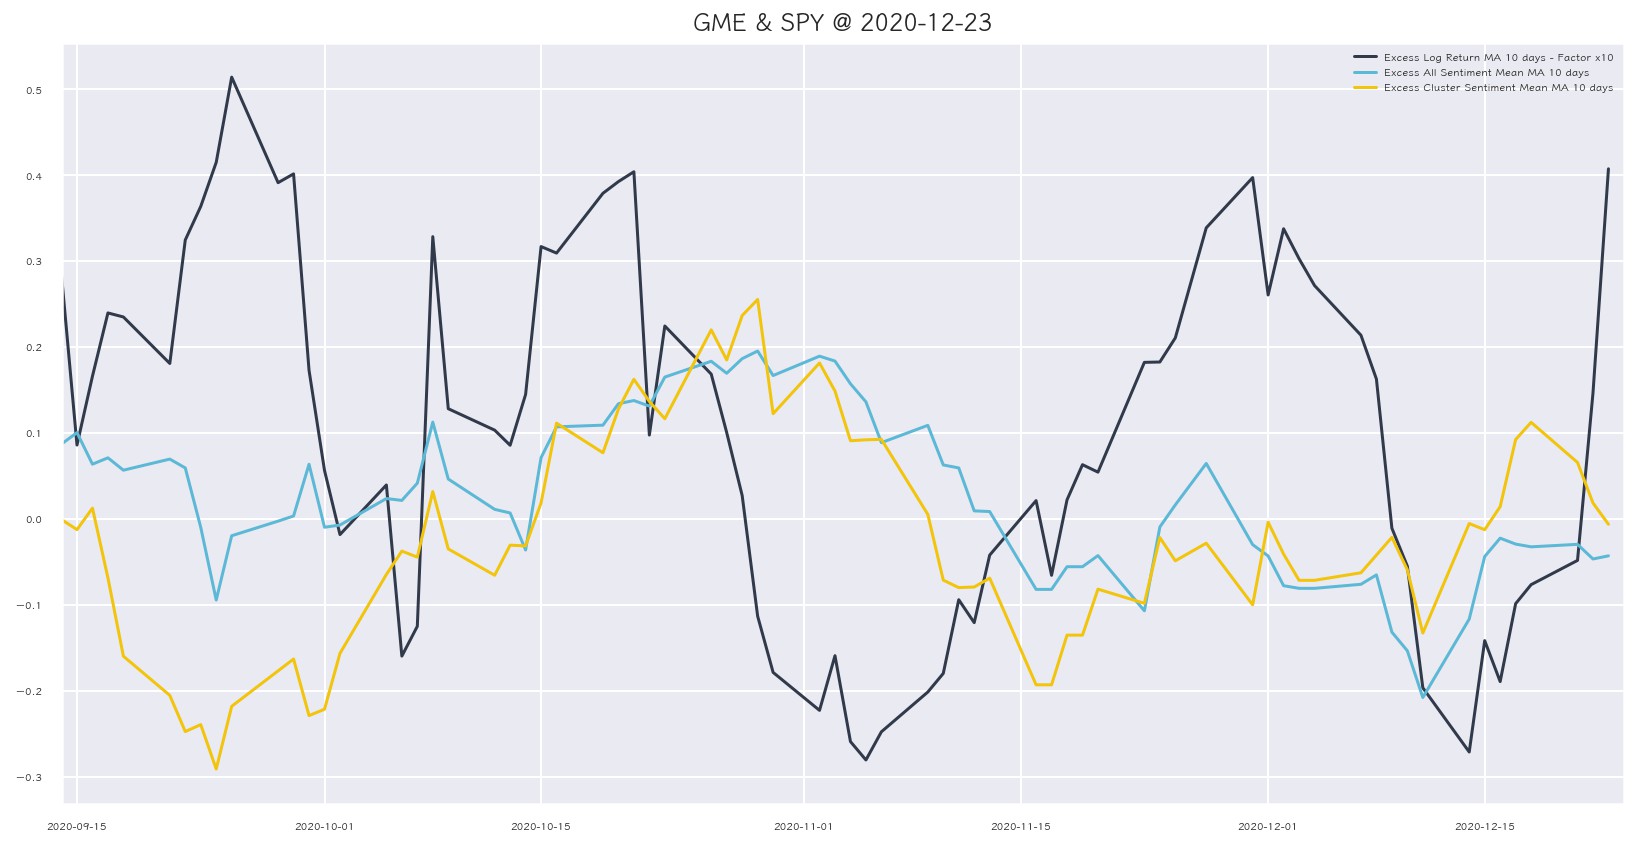 GME & SPY @ 2020-12-23
Excess Log Return MA 10 days - Factor x10
Excess All Sentiment Mean MA 10 days
Excess Cluster Sentiment Mean MA 10 days
0.5
0.4
0.3
0.2
0.1
0.0
−0.1
−0.2
−0.3
2020-09-15 2020-10-01 2020-10-15 2020-11-01 2020-11-15 2020-12-01 2020-12-15